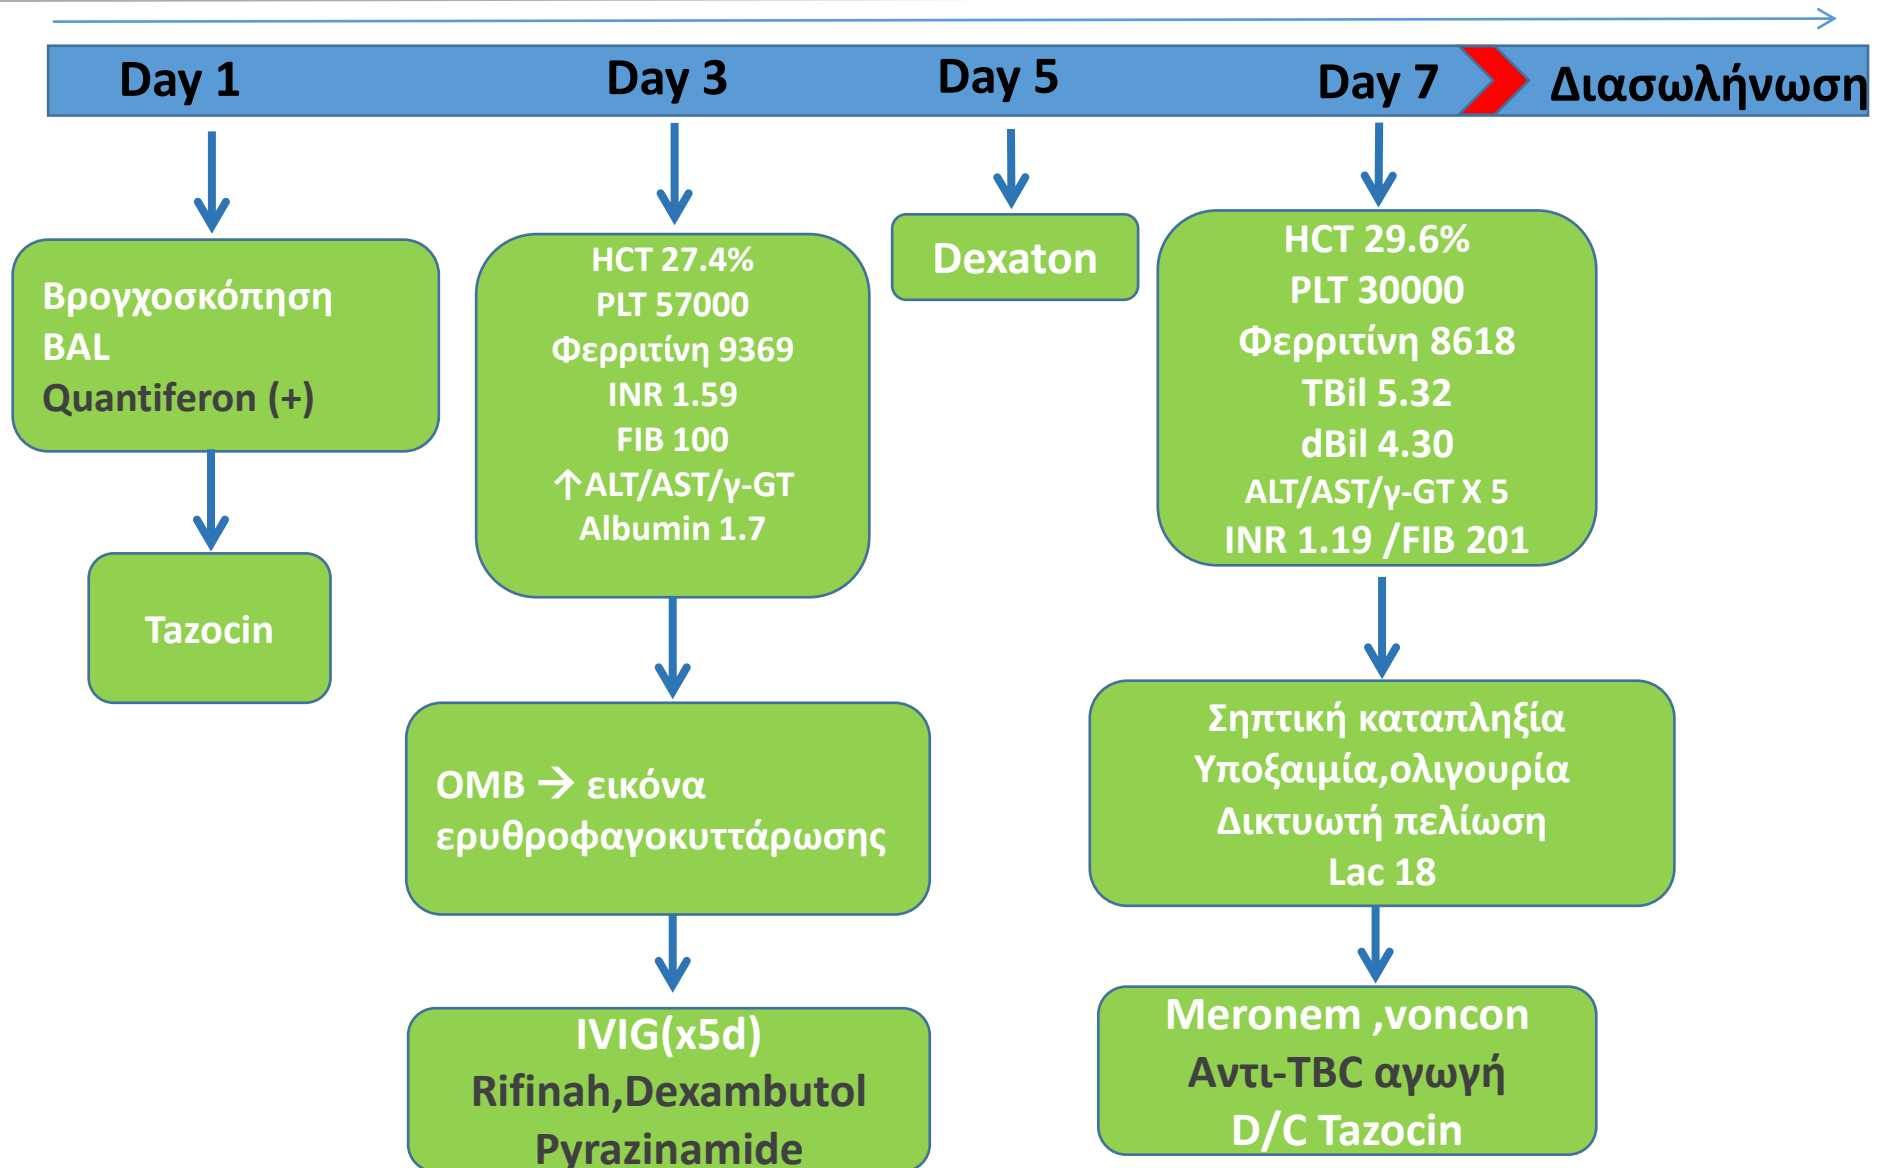 Day 1
Day 3
Day 5
Day 7
Διασωλήνωση
Βρογχοσκόπηση
BAL
Quantiferon (+)
Tazocin
HCT 27.4%
PLT 57000
Φερριτίνη 9369
INR 1.59
FIB 100
↑ALT/AST/γ-GT
Albumin 1.7
ΟΜΒ → εικόνα
ερυθροφαγοκυττάρωσης
IVIG(x5d)
Rifinah,Dexambutol
Pyrazinamide
Dexaton
HCT 29.6%
PLT 30000
Φερριτίνη 8618
TBil 5.32
dBil 4.30
ALT/AST/γ-GT X 5
INR 1.19 /FIB 201
Σηπτική καταπληξία
Υποξαιμία,ολιγουρία
Δικτυωτή πελίωση
Lac 18
Meronem ,voncon
Αντι-TBC αγωγή
D/C Tazocin